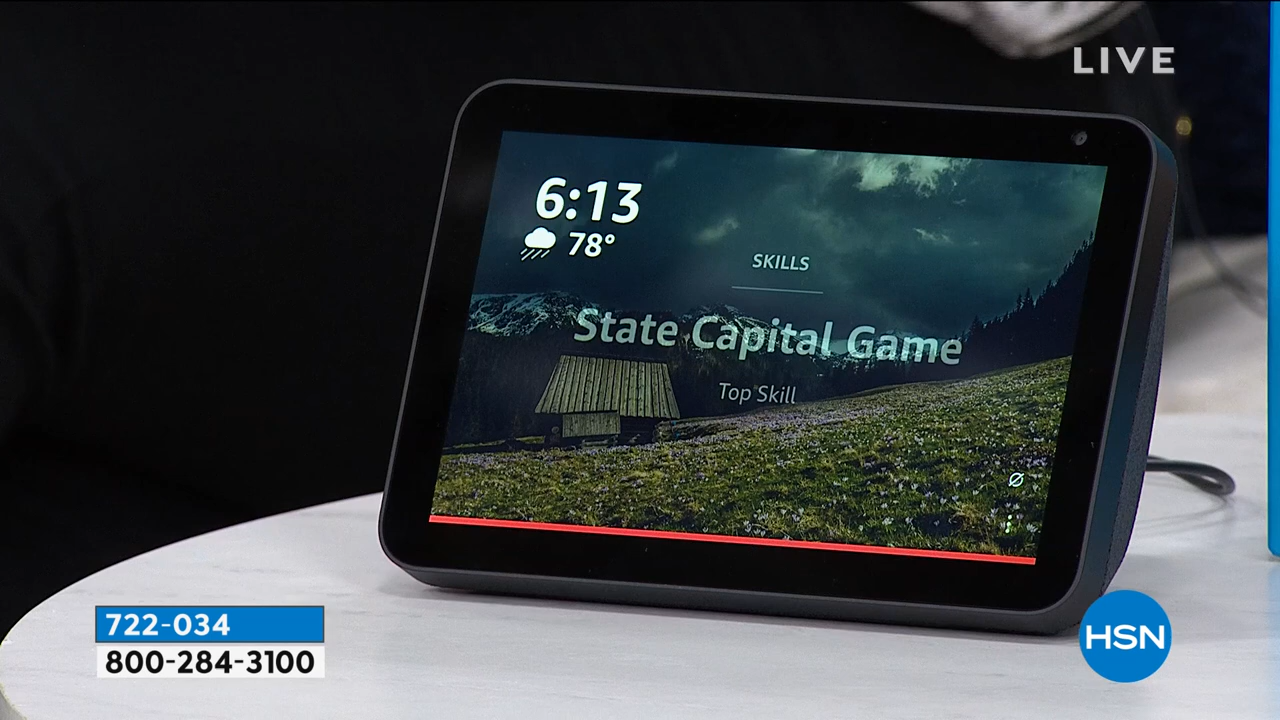 LIVE
6:13
78°
SKILLS
State Capital Game
Top Skill
722-034
800-284-3100
HSN